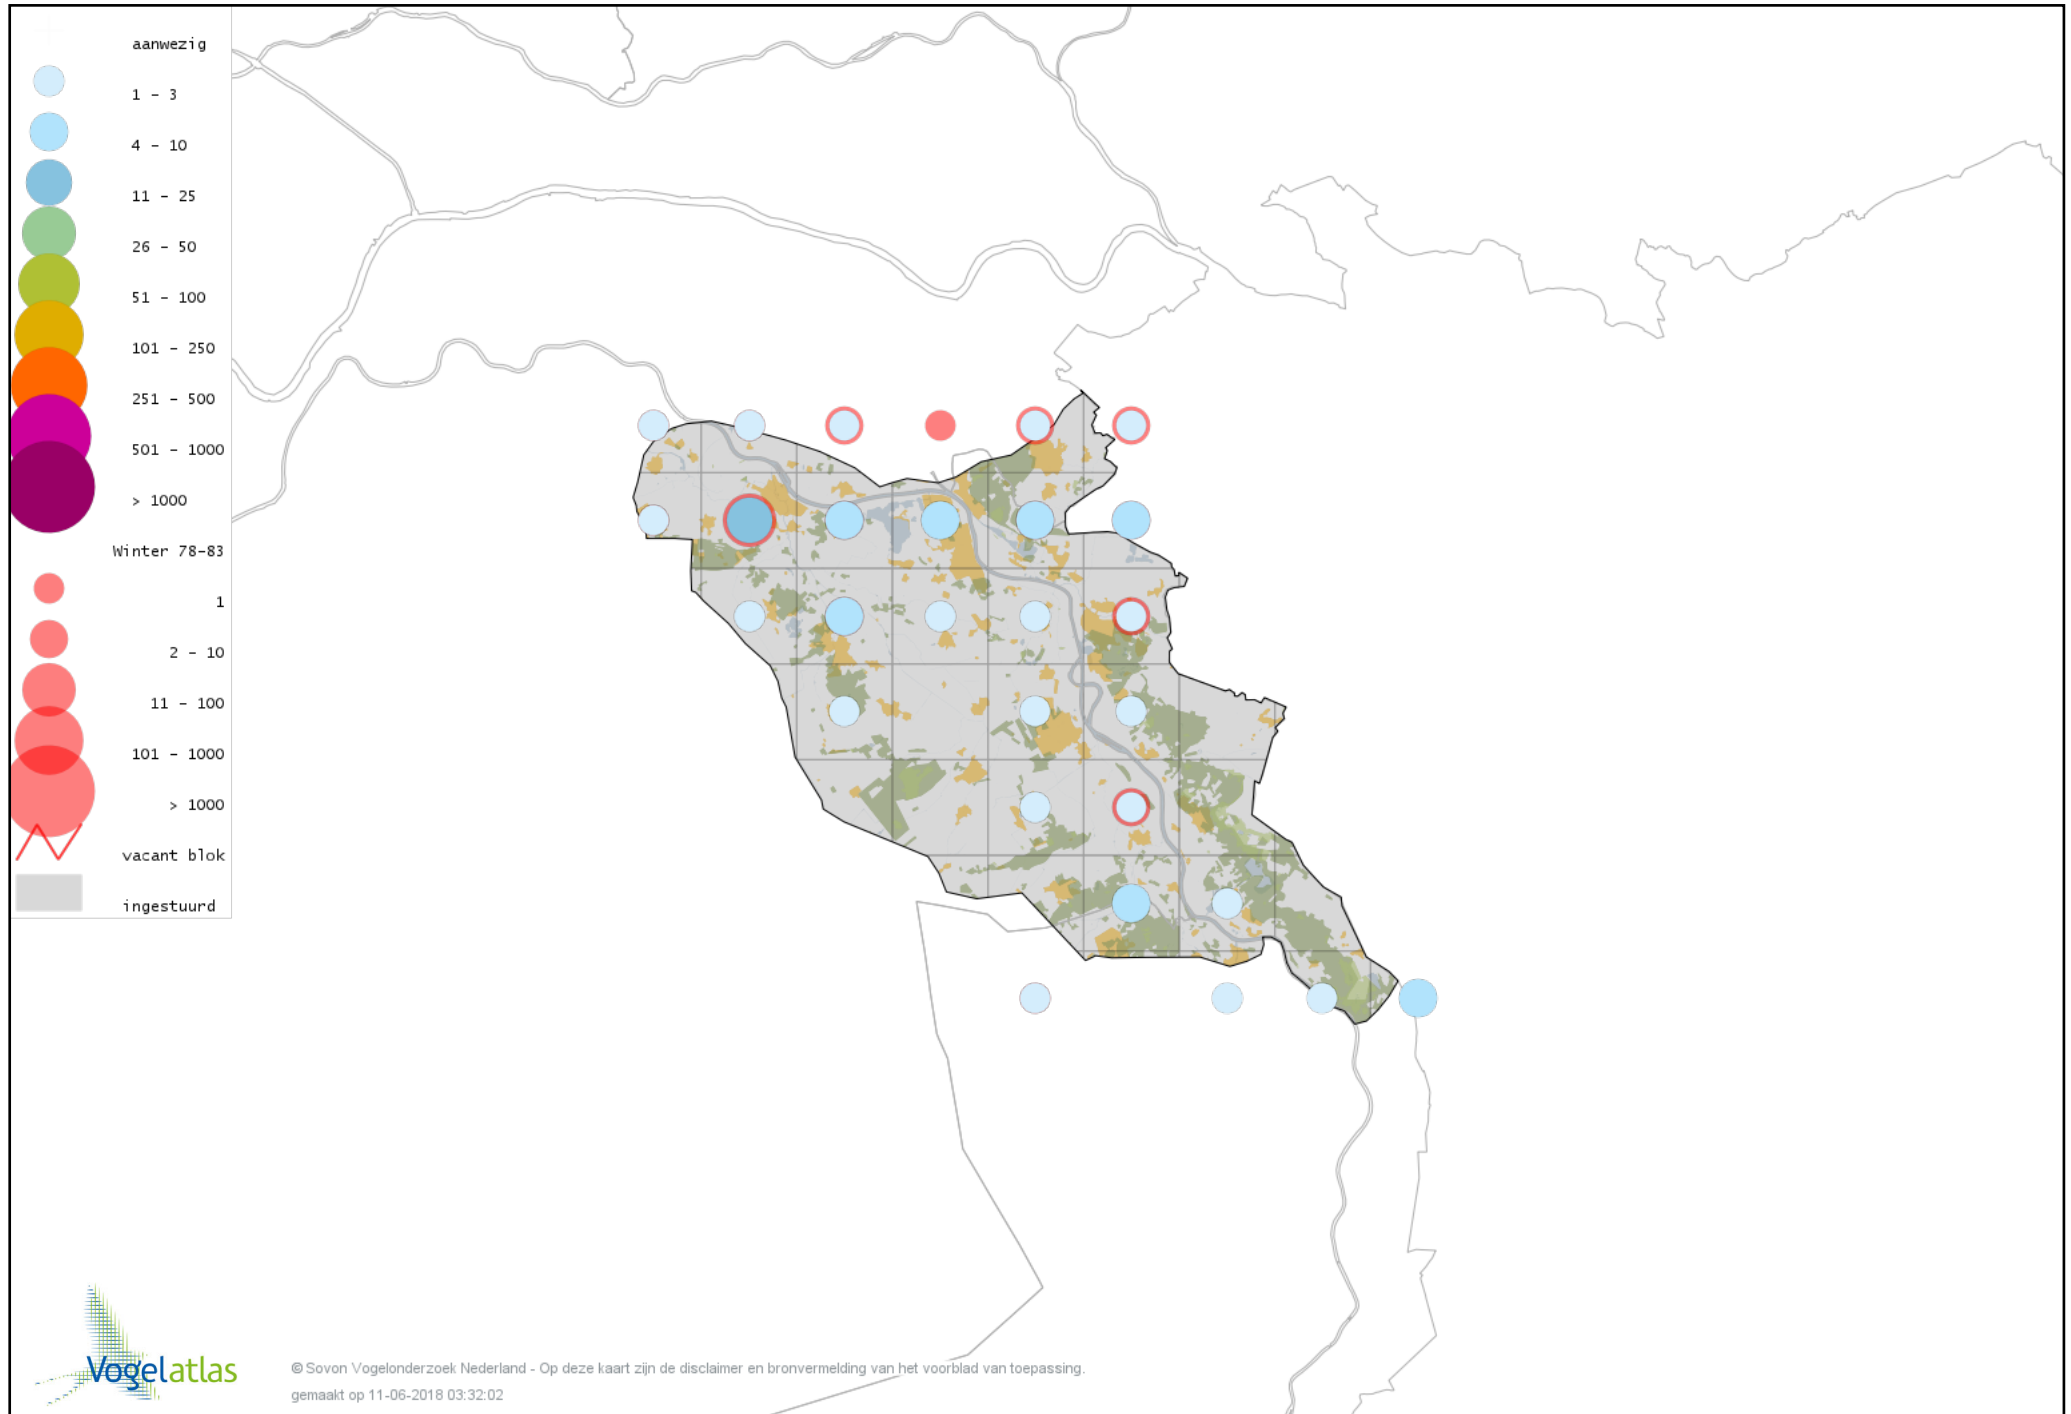 aanwezig
1 - 3
4 - 10
11 - 25
26 - 50
51 - 100
101 - 250
251 - 500
501 - 1000
> 1000
Winter 78-83
1
2 - 10
11 - 100
101 - 1000
> 1000
vacant blok
ingestuurd
Vogelatlas
© Sovon Vogelonderzoek Nederland - Op deze kaart zijn de disclaimer en bronvermelding van het voorblad van toepassing.
gemaakt op 11-06-2018 03:32:02